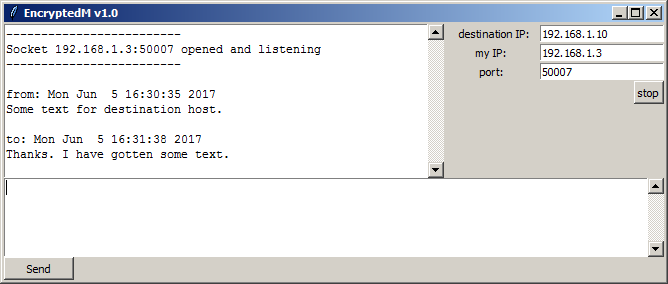 EncryptedM v1.0
--------------------------
Socket 192.168.1.3:50007 opened and listening
--------------------------
from: Mon Jun  5 16:30:35 2017
Some text for destination host.
to: Mon Jun  5 16:31:38 2017
Thanks. I have gotten some text.
destination IP: 192.168.1.10
my IP: 192.168.1.3
port: 50007
stop
Send